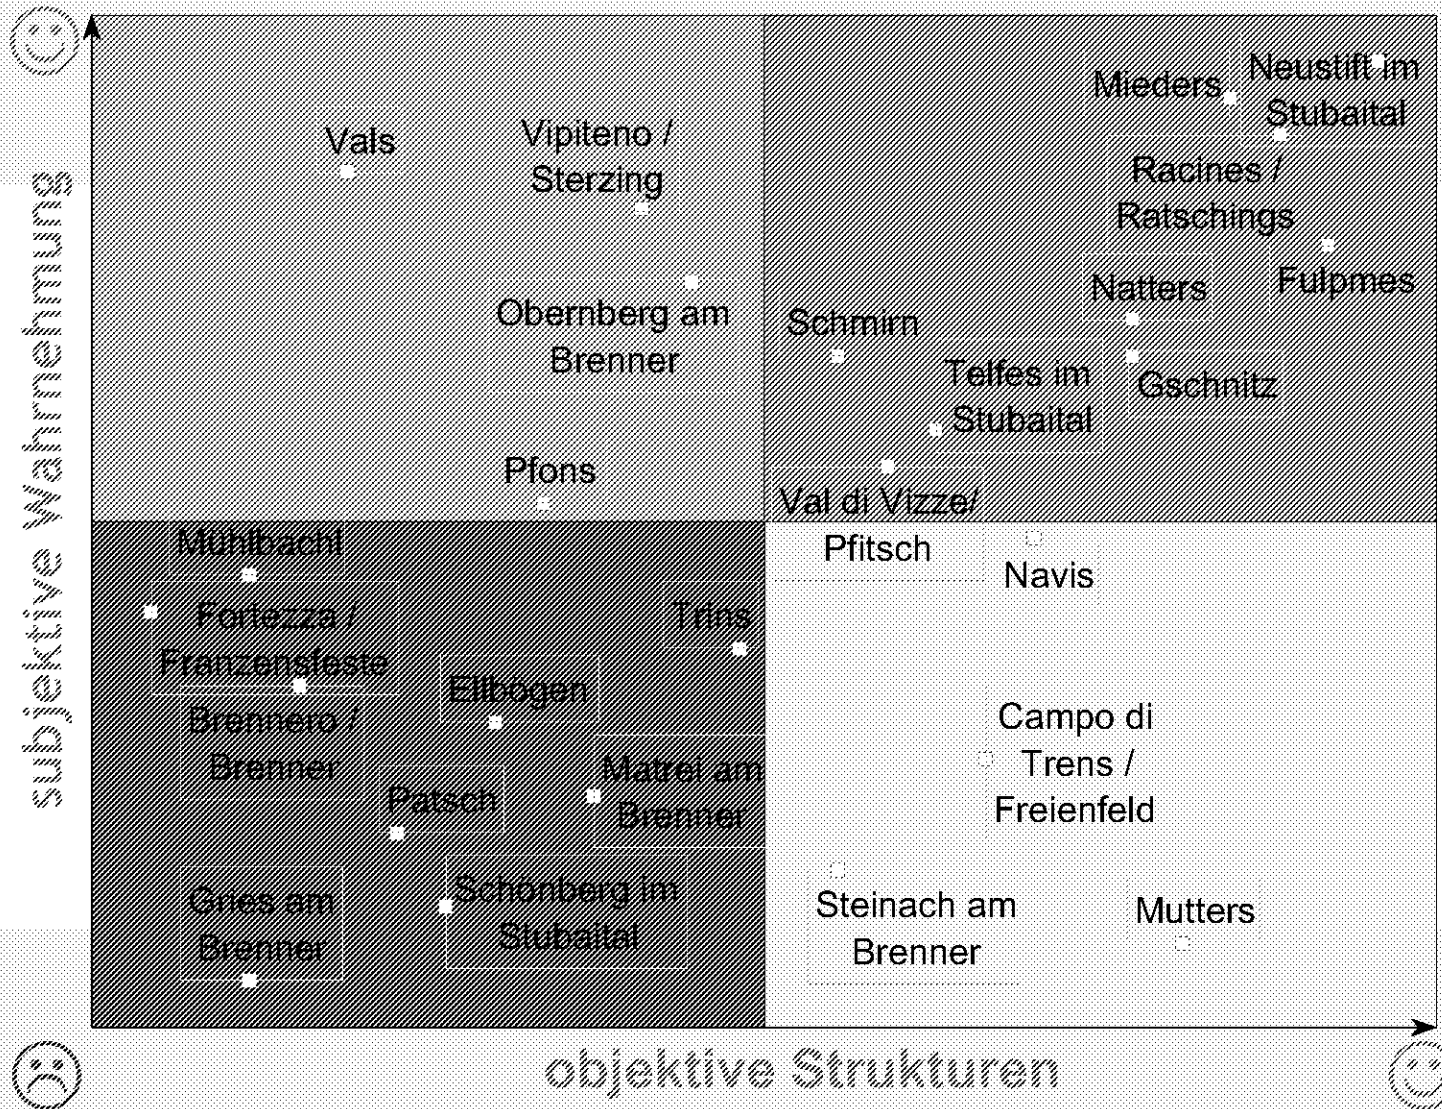 subjektive Wahrnehmung
Mieders
Neustift im
Stubaital
Vals
Vipiteno /
Sterzing
Racines /
Ratschings
Obernberg am
Brenner
Schmirn
Natters
Fulpmes
Telfes im
Stubaital
Gschnitz
Pfons
Val di Vizze/
Pfitsch
Navis
Mühlbachl
Fortezza /
Franzensfeste
Trins
Ellbögen
Brennero /
Brenner
Campo di
Trens /
Freienfeld
Patsch
Matrei am
Brenner
Gries am
Brenner
Schönberg im
Stubaital
Steinach am
Brenner
Mutters
objektive Strukturen